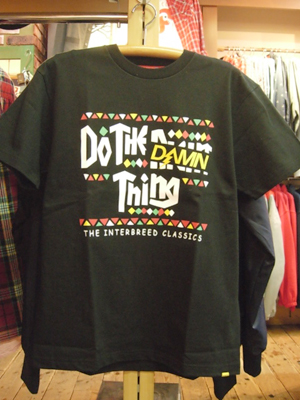 Do THE DAMN
Thing
THE INTERBREED CLASSICS